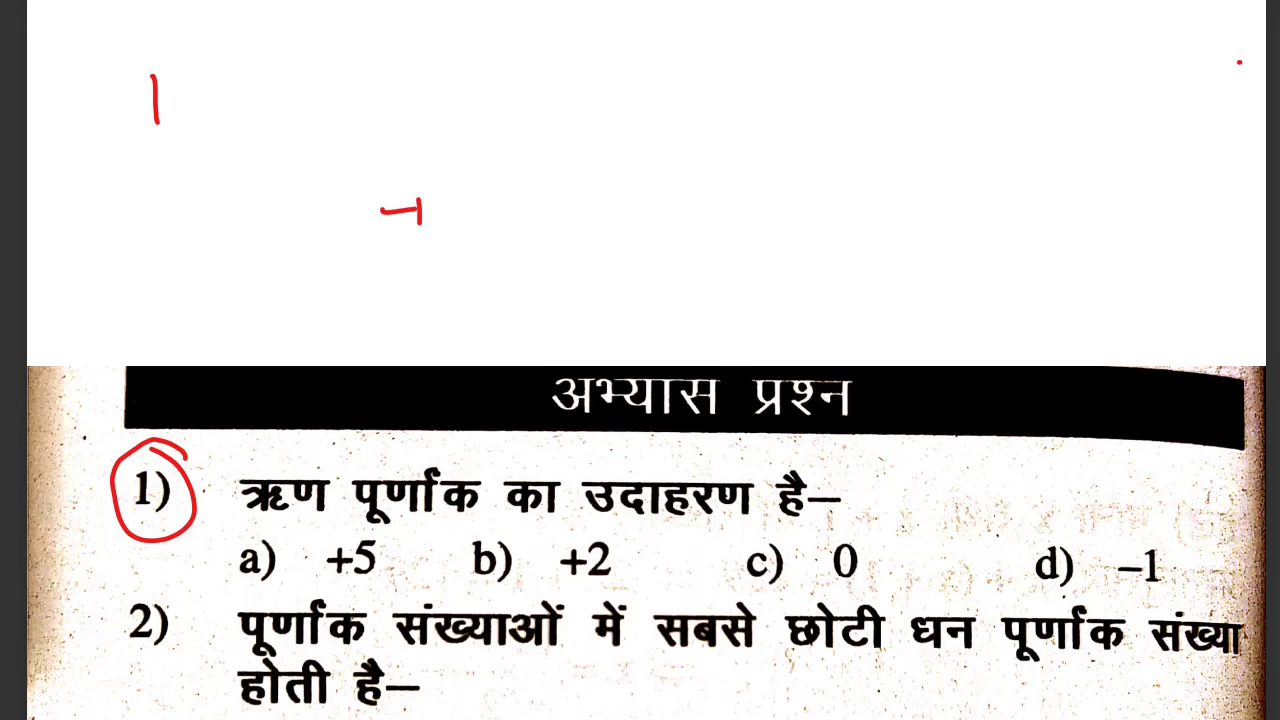 अभ्यास प्रश्न
1) ऋण पूर्णांक का उदाहरण है–
a) +5 b) +2 c) 0 d) –1
2) पूर्णांक संख्याओं में सबसे छोटी धन पूर्णांक संख्या
होती है–